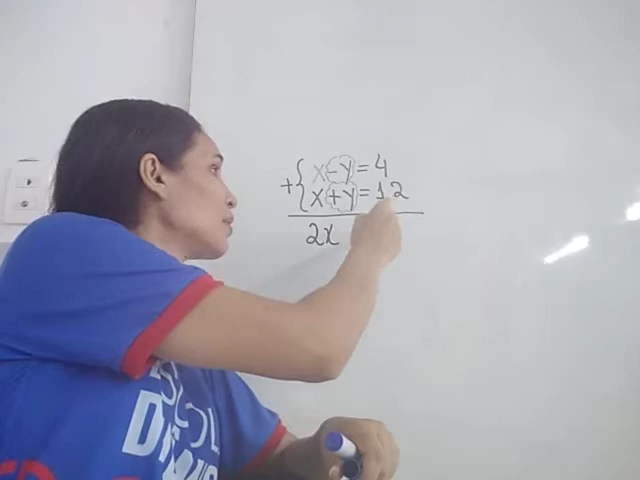 x-y=4
+ x+y=12
2x